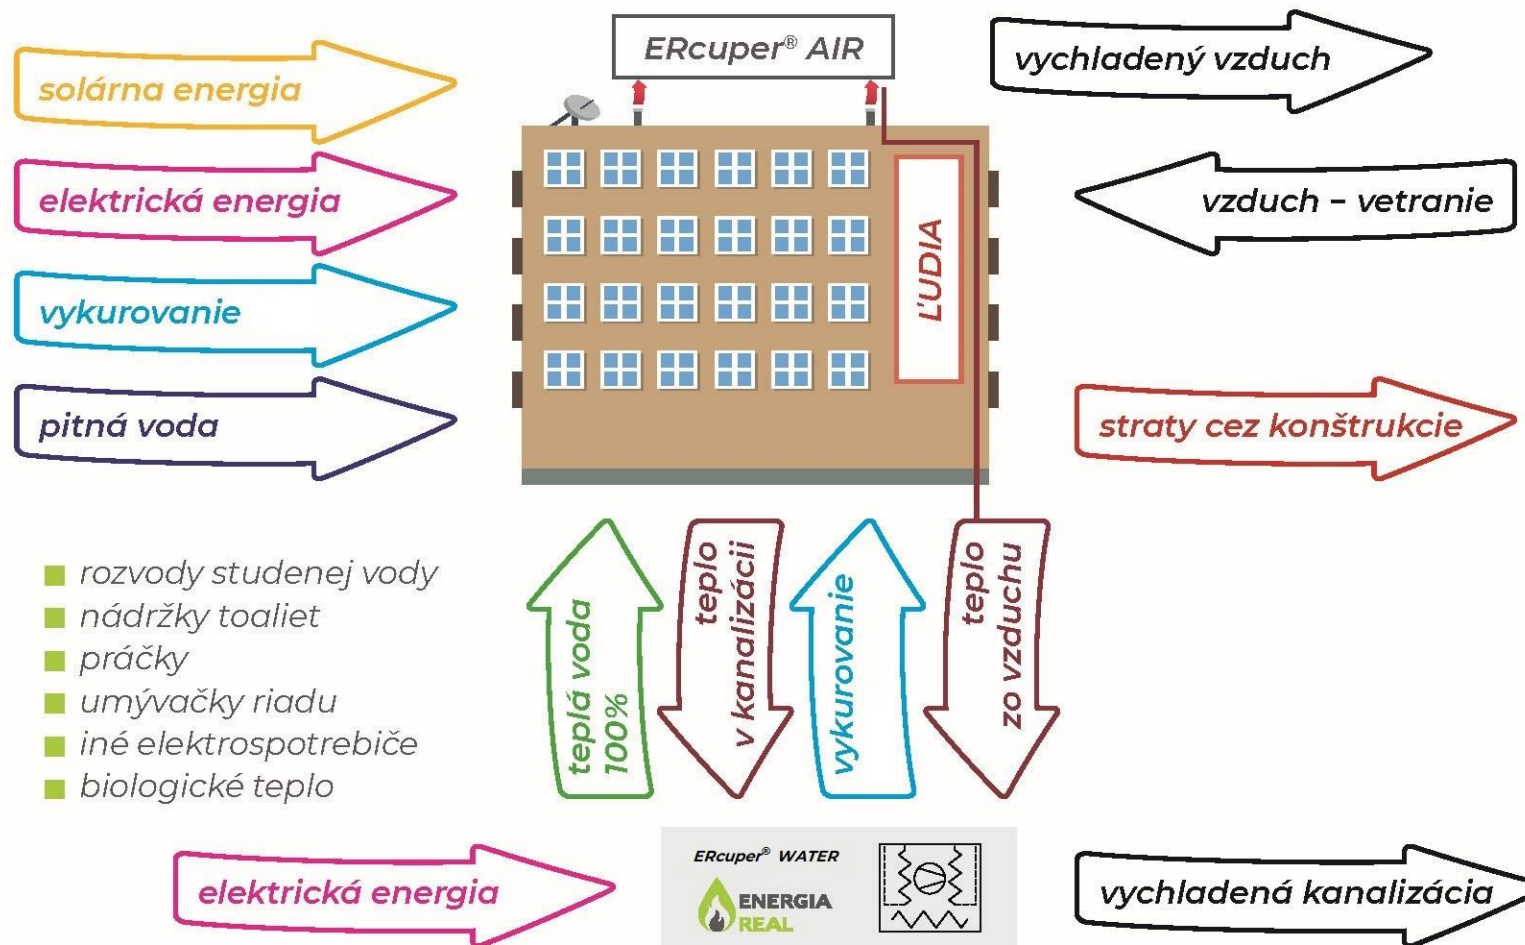 ERcuper® AIR
solárna energia
vychladený vzduch
elektrická energia
vzduch – vetranie
vykurovanie
ĽUDIA
pitná voda
straty cez konštrukcie
rozvody studenej vody
nádržky toaliet
práčky
umývačky riadu
iné elektrospotrebiče
biologické teplo
teplá voda
100%
teplo
v kanalizácii
vykurovanie
teplo
zo vzduchu
elektrická energia
ERcuper® WATER
ENERGIA
REAL
vychladená kanalizácia